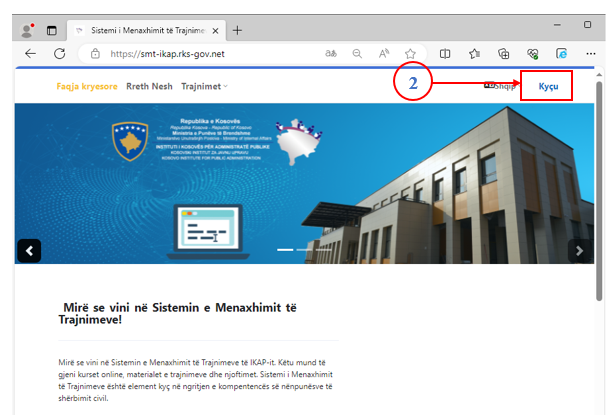 Sistemi i Menaxhimit të Trajnime
https://smt-ikap.rks-gov.net
Faqja kryesore Rreth Nesh Trajnimet Shqip Kyçu
2
Republika e Kosovës
Republika Kosova - Republic of Kosovo
Ministria e Punëve të Brendshme
Ministarstvo Unutrašnjih Poslova - Ministry of Internal Affairs
INSTITUTI I KOSOVËS PËR ADMINISTRATË PUBLIKE
KOSOVSKI INSTITUT ZA JAVNU UPRAVU
KOSOVO INSTITUTE FOR PUBLIC ADMINISTRATION
Mirë se vini në Sistemin e Menaxhimit të
Trajnimeve!
Mirë se vini në Sistemin e Menaxhimit të Trajnimeve të IKAP-it. Këtu mund të
gjeni kurset online, materialet e trajnimeve dhe njoftimet. Sistemi i Menaxhimit
të Trajnimeve është element kyç në ngritjen e kompentencës së nënpunësve të
shërbimit civil.